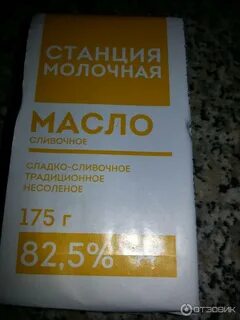 СТАНЦИЯ
МОЛОЧНАЯ
МАСЛО
СЛИВОЧНОЕ
СЛАДКО-СЛИВОЧНОЕ
ТРАДИЦИОННОЕ
НЕСОЛЕНОЕ
175 г
82,5%
ОТЗОВИК